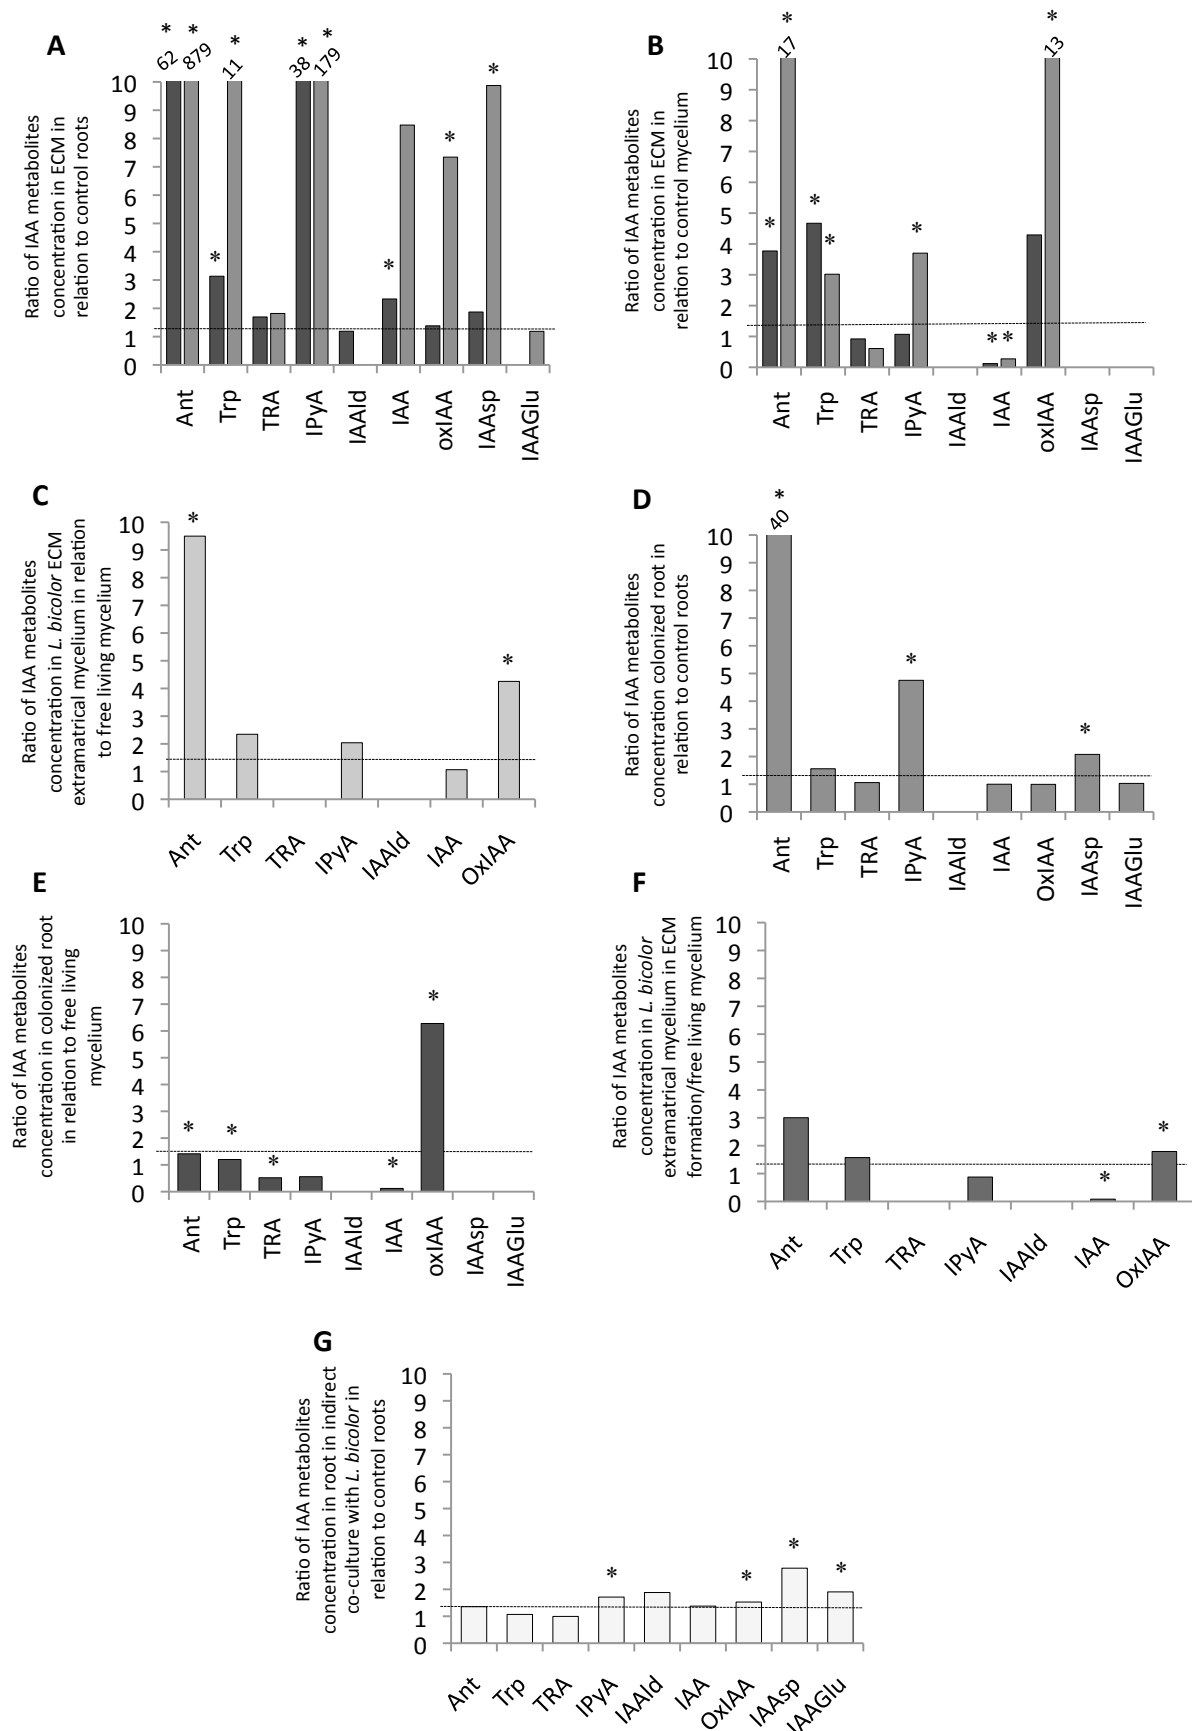 A
Ratio of IAA metabolites
concentration in ECM in
relation to control roots
10
9
8
7
6
5
4
3
2
1
0
* * * * * 
62 879 11 38 179
* * * *
Ant Trp TRA IPyA IAAld IAA oxIAA IAAsp IAAGlu
B
Ratio of IAA metabolites
concentration in ECM in
relation to control mycelium
10
9
8
7
6
5
4
3
2
1
0
* *
17 13
* * * * * *
Ant Trp TRA IPyA IAAld IAA oxIAA IAAsp IAAGlu
C
Ratio of IAA metabolites
concentration in L. bicolor ECM
extramatrical mycelium in relation
to free living mycelium
10
9
8
7
6
5
4
3
2
1
0
* *
Ant Trp TRA IPyA IAAld IAA OxIAA
D
Ratio of IAA metabolites
concentration colonized root in
relation to control roots
10
9
8
7
6
5
4
3
2
1
0
*
40
* *
Ant Trp TRA IPyA IAAld IAA OxIAA IAAsp IAAGlu
E
Ratio of IAA metabolites
concentration in colonized root
in relation to free living
mycelium
10
9
8
7
6
5
4
3
2
1
0
* * * * *
Ant Trp TRA IPyA IAAld IAA oxIAA IAAsp IAAGlu
F
Ratio of IAA metabolites
concentration in L. bicolor
extramatrical mycelium in ECM
formation/free living mycelium
10
9
8
7
6
5
4
3
2
1
0
* *
Ant Trp TRA IPyA IAAld IAA OxIAA
G
Ratio of IAA metabolites
concentration in root in indirect
co-culture with L. bicolor in
relation to control roots
10
9
8
7
6
5
4
3
2
1
0
* * * *
Ant Trp TRA IPyA IAAld IAA OxIAA IAAsp IAAGlu